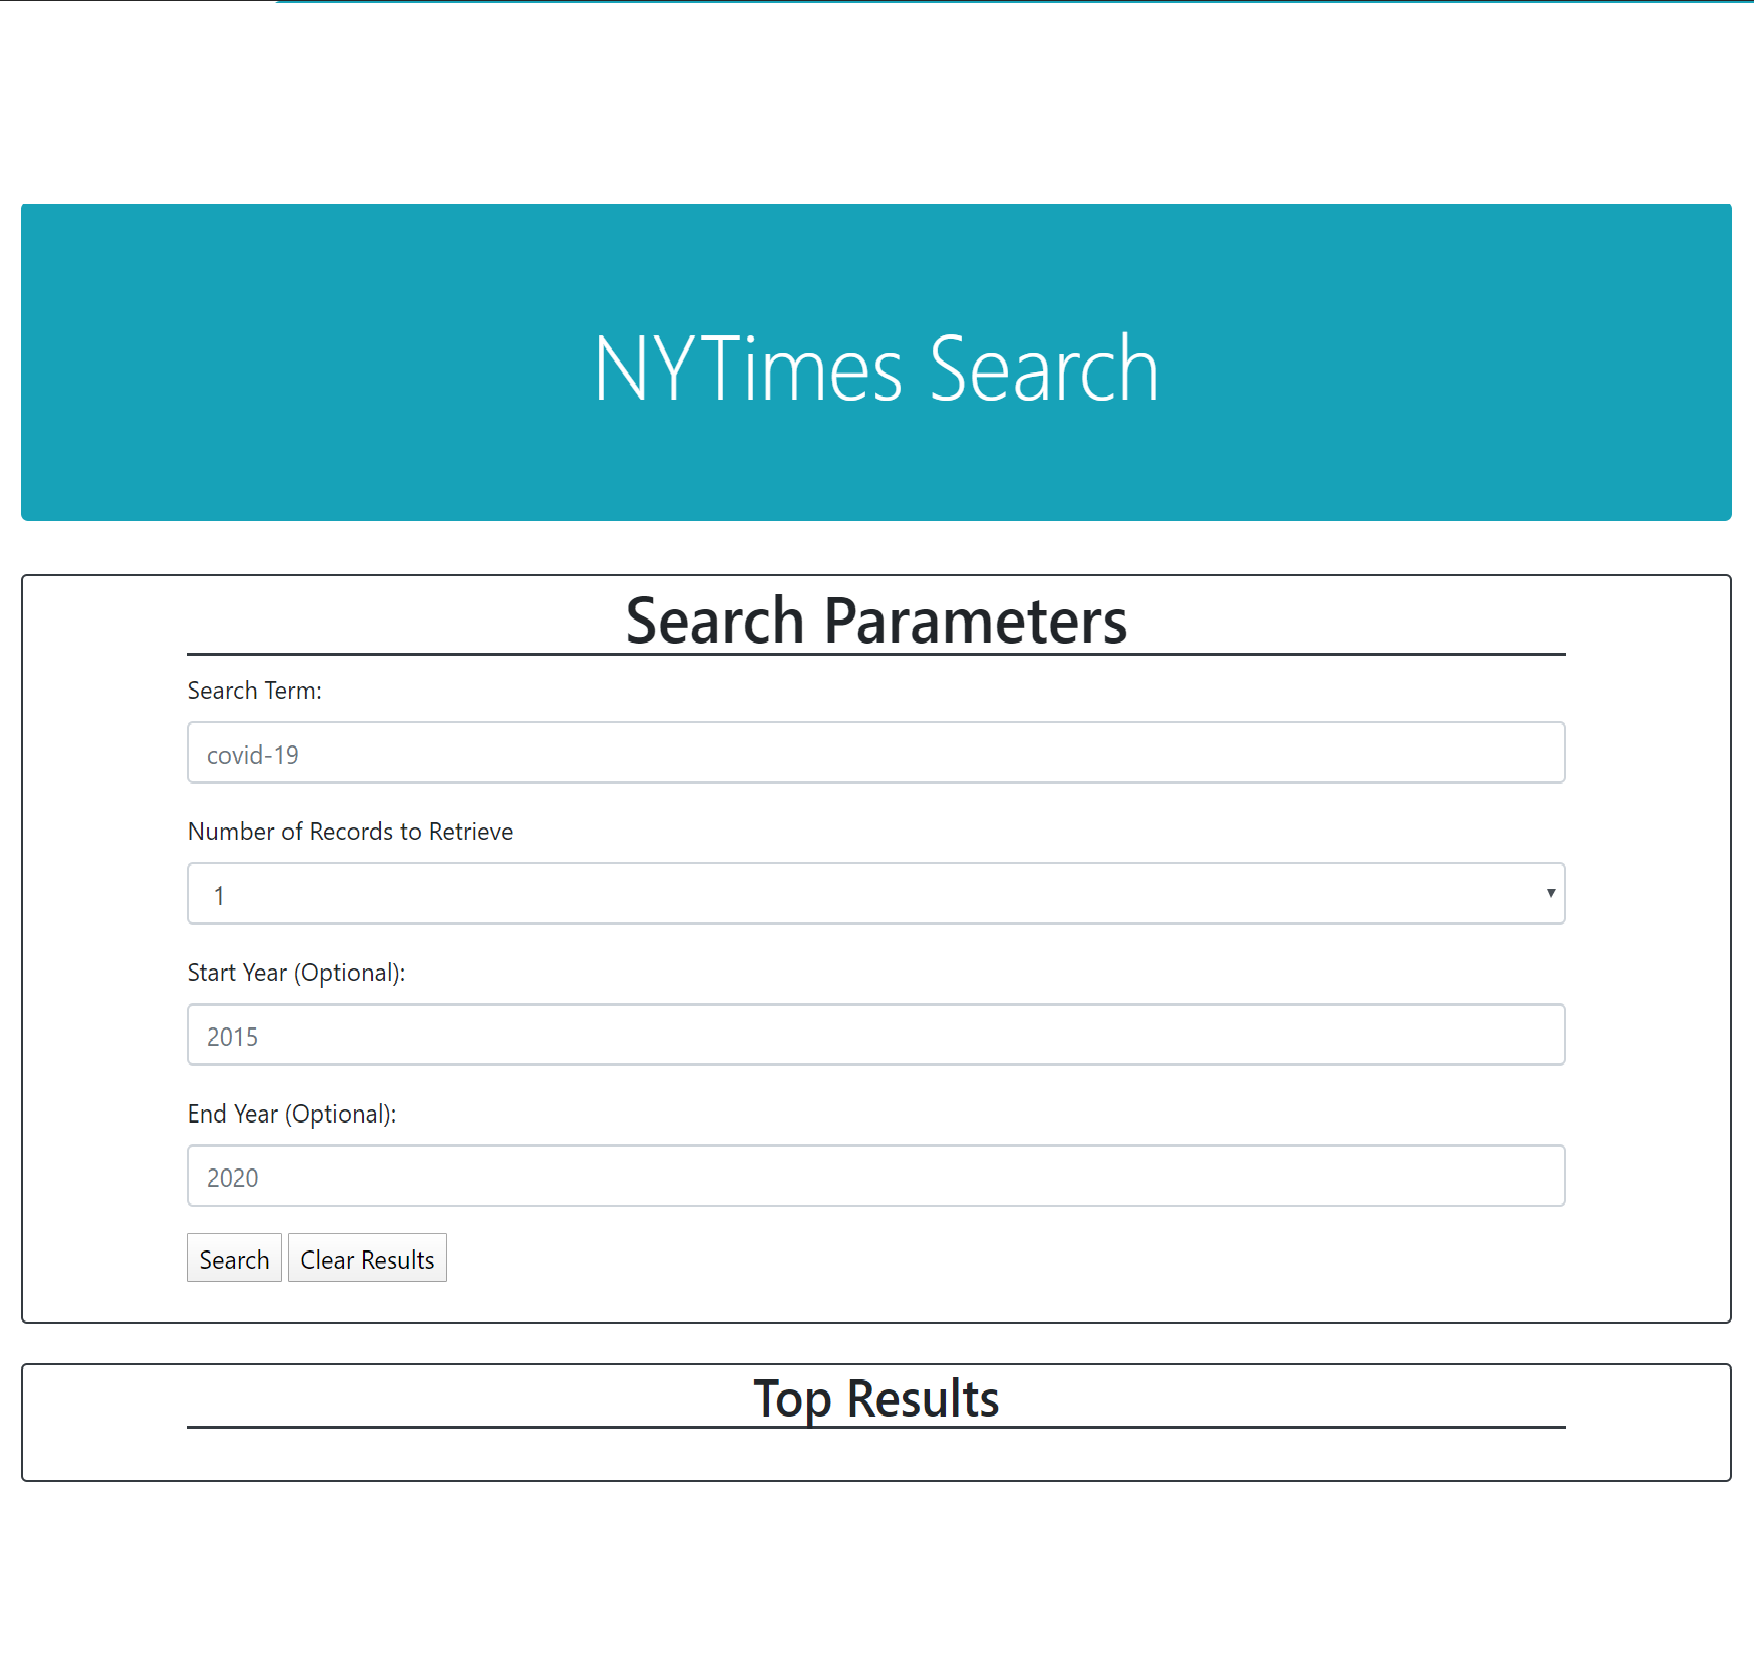 NYTimes Search
Search Parameters
Search Term:
covid-19
Number of Records to Retrieve
1
Start Year (Optional):
2015
End Year (Optional):
2020
Search Clear Results
Top Results